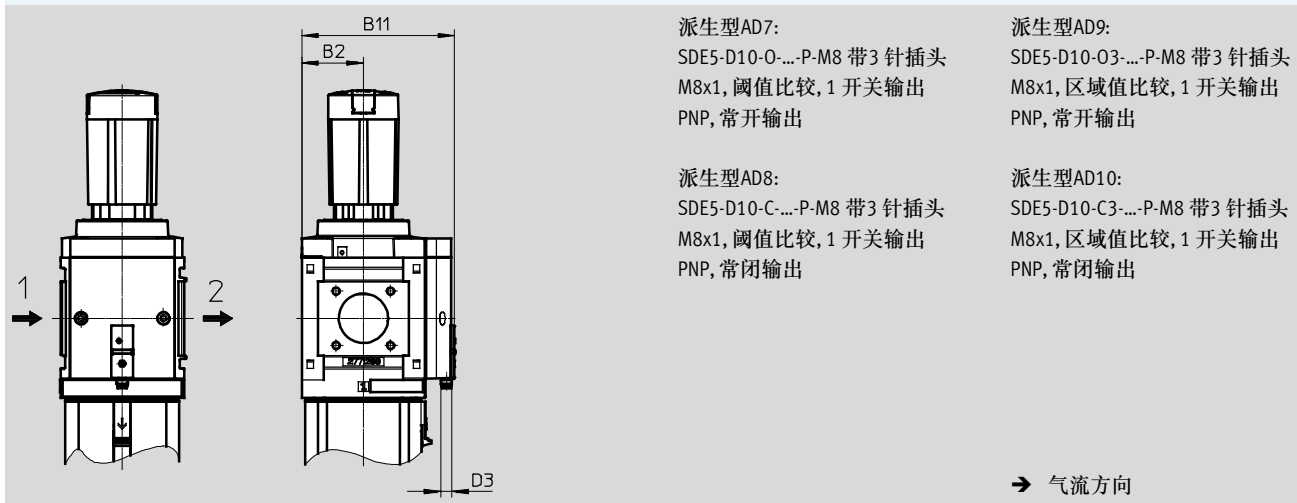 B11
B2
1
2
D3
派生型AD7:
SDE5-D10-O-...-P-M8 带3 针插头
M8x1, 阈值比较, 1 开关输出
PNP, 常开输出
派生型AD8:
SDE5-D10-C-...-P-M8 带3 针插头
M8x1, 阈值比较, 1 开关输出
PNP, 常闭输出
派生型AD9:
SDE5-D10-O3-...-P-M8 带3 针插头
M8x1, 区域值比较, 1 开关输出
PNP, 常开输出
派生型AD10:
SDE5-D10-C3-...-P-M8 带3 针插头
M8x1, 区域值比较, 1 开关输出
PNP, 常闭输出
➔ 气流方向